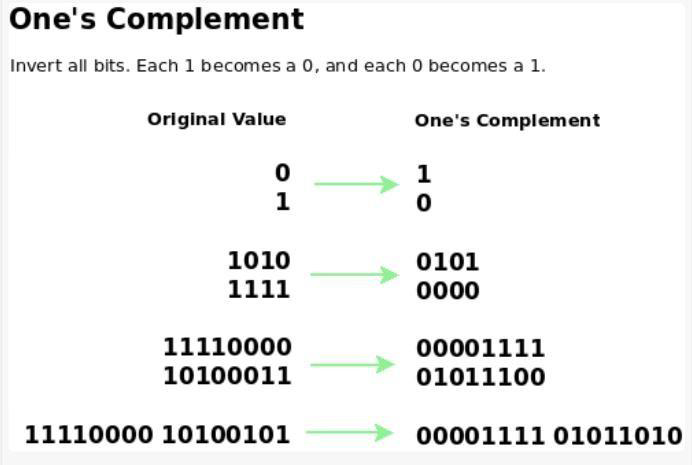 One's Complement
Invert all bits. Each 1 becomes a 0, and each 0 becomes a 1.
Original Value One's Complement
0 1
1 0
1010 0101
1111 0000
11110000 00001111
10100011 01011100
11110000 10100101 00001111 01011010